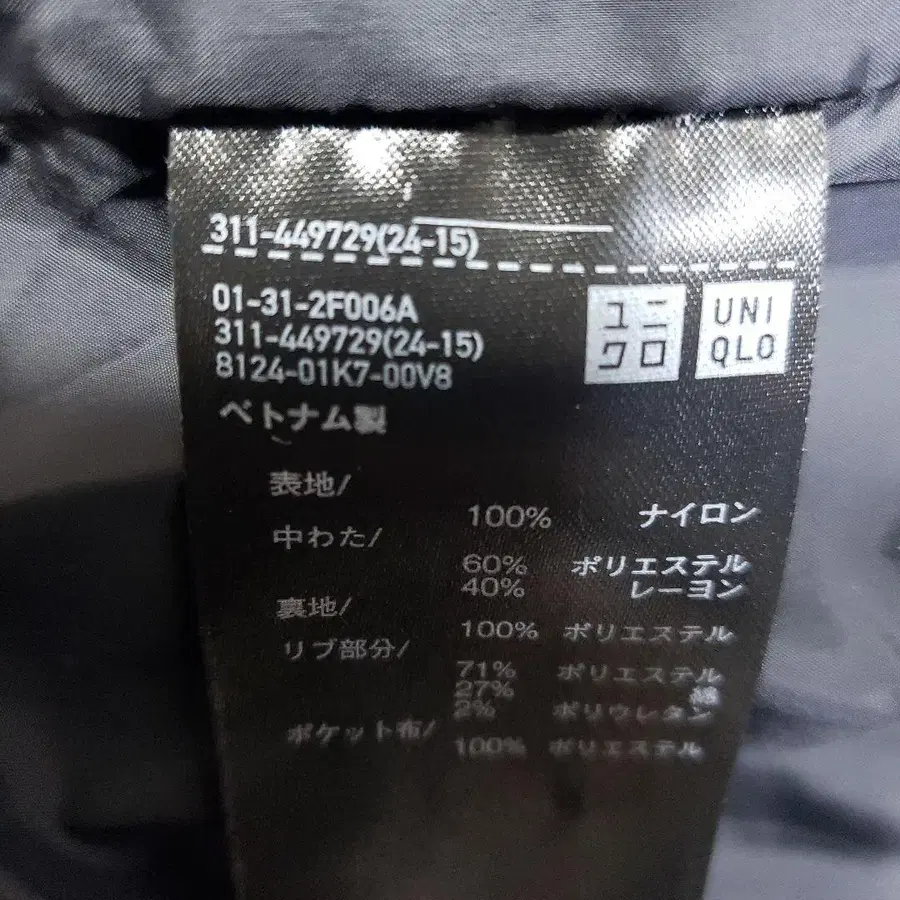 311-449729(24-15)
01-31-2F006A
311-449729(24-15)
8124-01K7-00V8
ベトナム製
ユニ
クロ
UNI
QLO
表地/
100% ナイロン
中わた/
60% ポリエステル
40% レーヨン
裏地/
100% ポリエステル
リブ部分/
71% ポリエステル
27% 綿
2% ポリウレタン
ポケット布/
100% ポリエステル